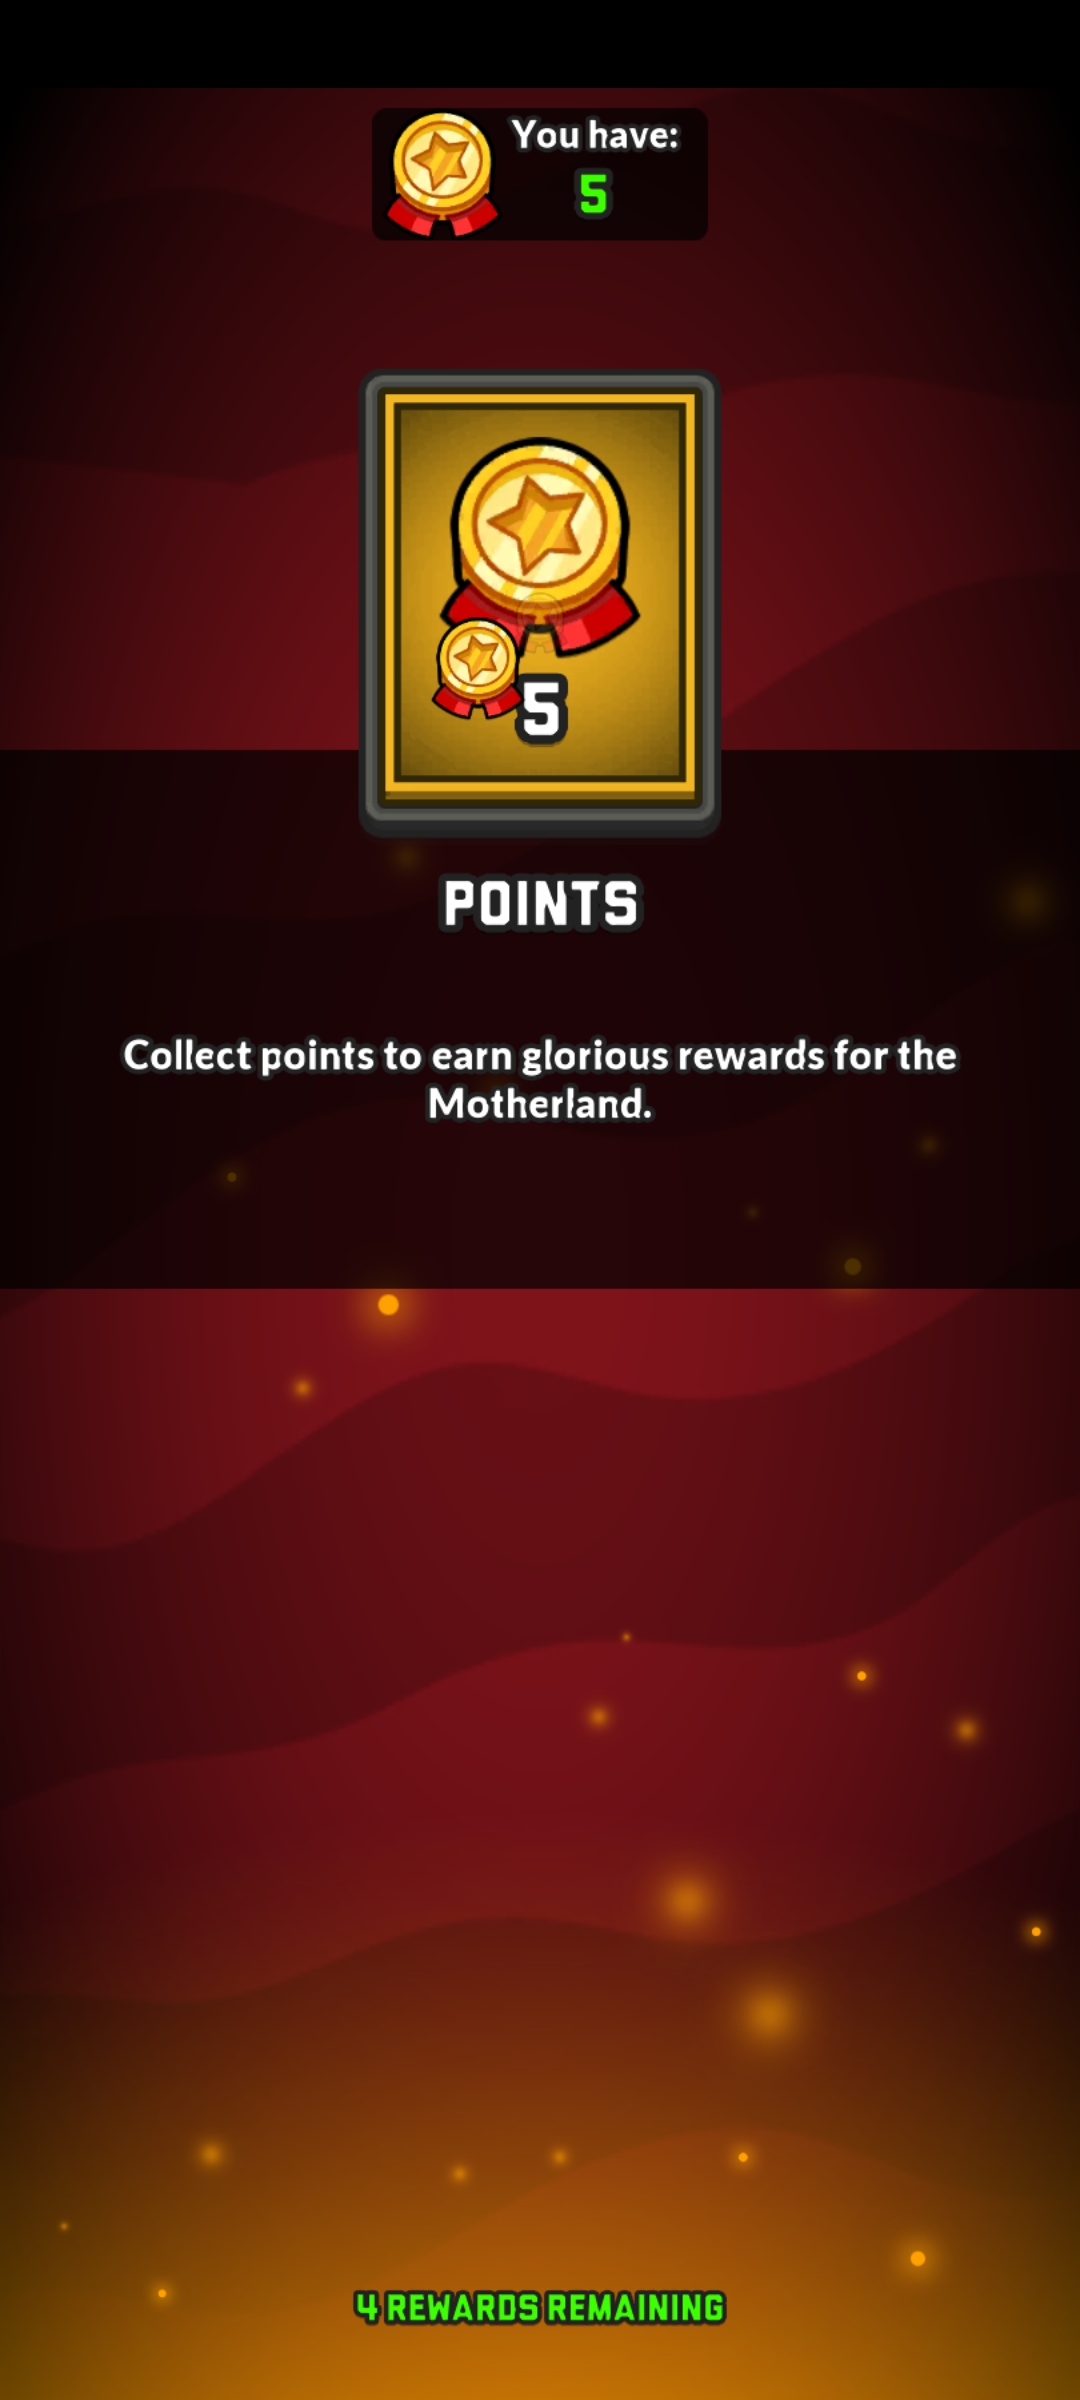 You have:
5
5
POINTS
Collect points to earn glorious rewards for the
Motherland.
4 REWARDS REMAINING